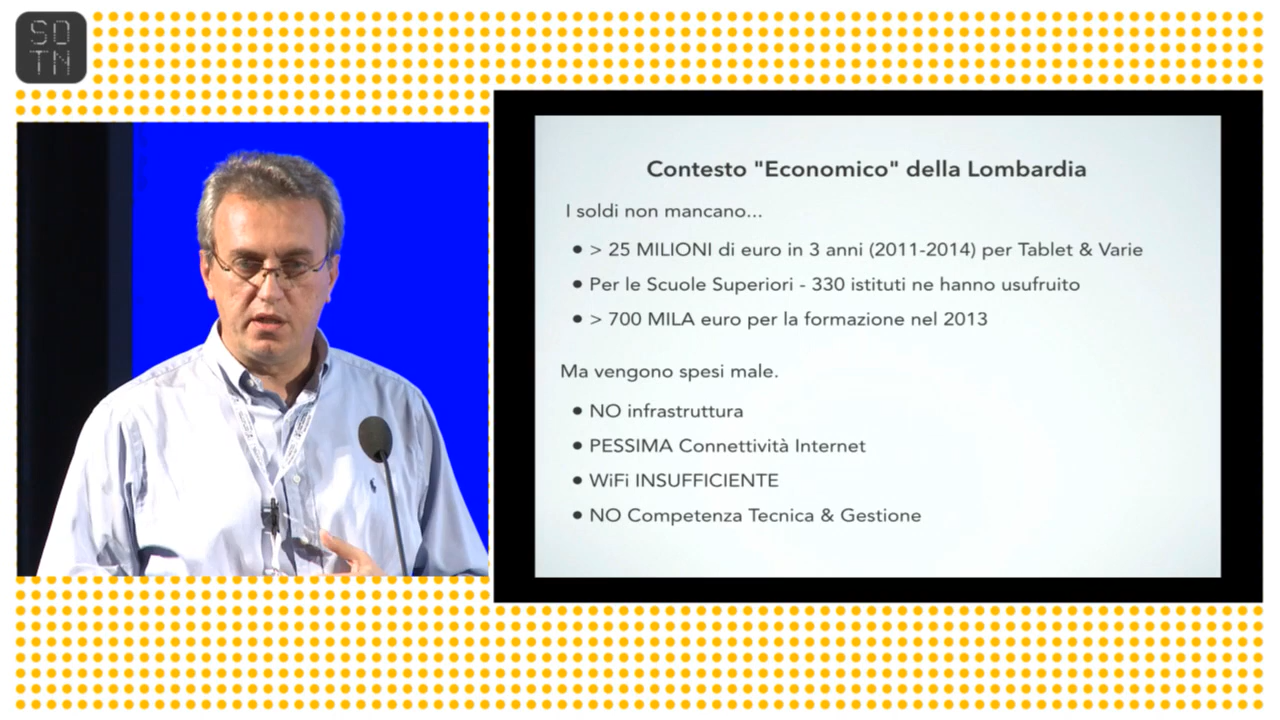 SO
TN
Contesto "Economico" della Lombardia
I soldi non mancano...
● > 25 MILIONI di euro in 3 anni (2011-2014) per Tablet & Varie
● Per le Scuole Superiori - 330 istituti ne hanno usufruito
● > 700 MILA euro per la formazione nel 2013
Ma vengono spesi male.
● NO infrastruttura
● PESSIMA Connettività Internet
● WiFi INSUFFICIENTE
● NO Competenza Tecnica & Gestione